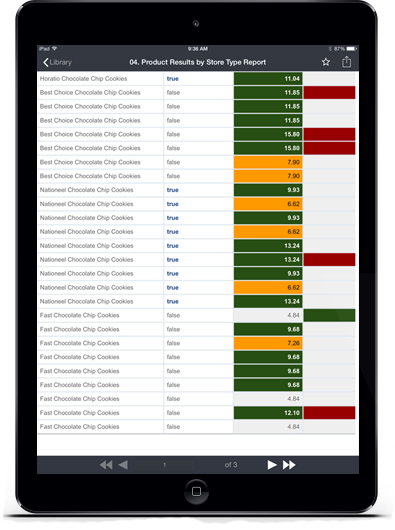 iPad 9:36 AM 87%
Library 04. Product Results by Store Type Report
Horatio Chocolate Chip Cookies true 11.04
Best Choice Chocolate Chip Cookies false 11.85
Best Choice Chocolate Chip Cookies false 11.85
Best Choice Chocolate Chip Cookies false 11.85
Best Choice Chocolate Chip Cookies false 15.80
Best Choice Chocolate Chip Cookies false 15.80
Best Choice Chocolate Chip Cookies false 7.90
Best Choice Chocolate Chip Cookies false 7.90
Nationeel Chocolate Chip Cookies true 9.93
Nationeel Chocolate Chip Cookies true 6.62
Nationeel Chocolate Chip Cookies true 9.93
Nationeel Chocolate Chip Cookies true 6.62
Nationeel Chocolate Chip Cookies true 13.24
Nationeel Chocolate Chip Cookies true 13.24
Nationeel Chocolate Chip Cookies true 9.93
Nationeel Chocolate Chip Cookies true 6.62
Nationeel Chocolate Chip Cookies true 13.24
Fast Chocolate Chip Cookies false 4.84
Fast Chocolate Chip Cookies false 9.68
Fast Chocolate Chip Cookies false 7.26
Fast Chocolate Chip Cookies false 9.68
Fast Chocolate Chip Cookies false 9.68
Fast Chocolate Chip Cookies false 9.68
Fast Chocolate Chip Cookies false 4.84
Fast Chocolate Chip Cookies false 12.10
Fast Chocolate Chip Cookies false 4.84
1 of 3